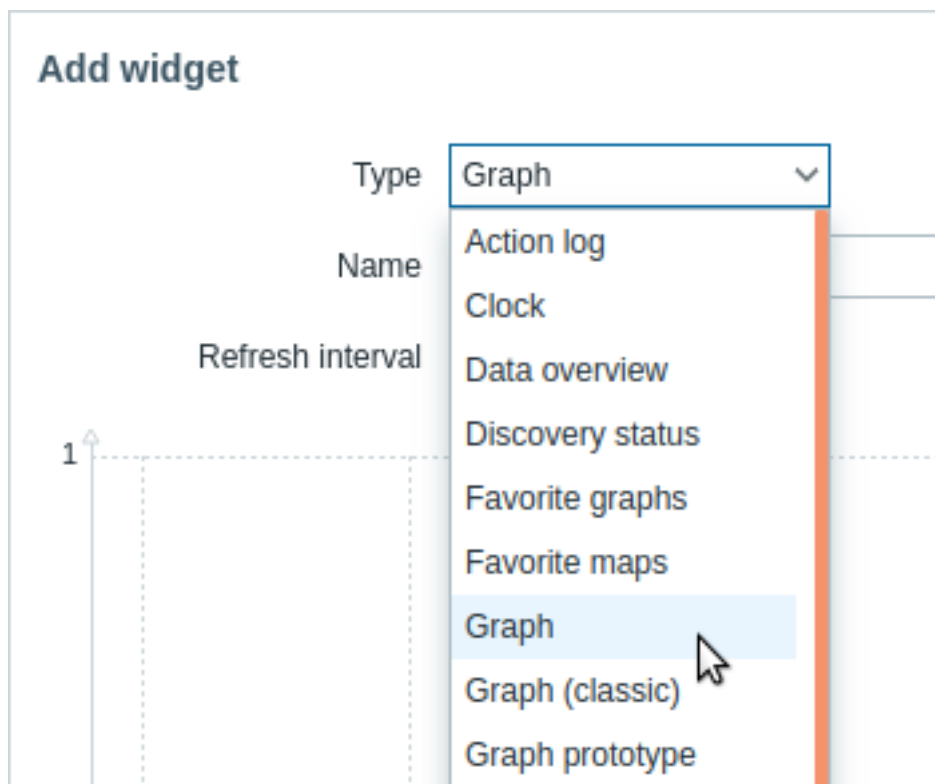 Add widget
Type Graph
Action log
Name
Clock
Refresh interval
Data overview
Discovery status
1
Favorite graphs
Favorite maps
Graph
Graph (classic)
Graph prototype